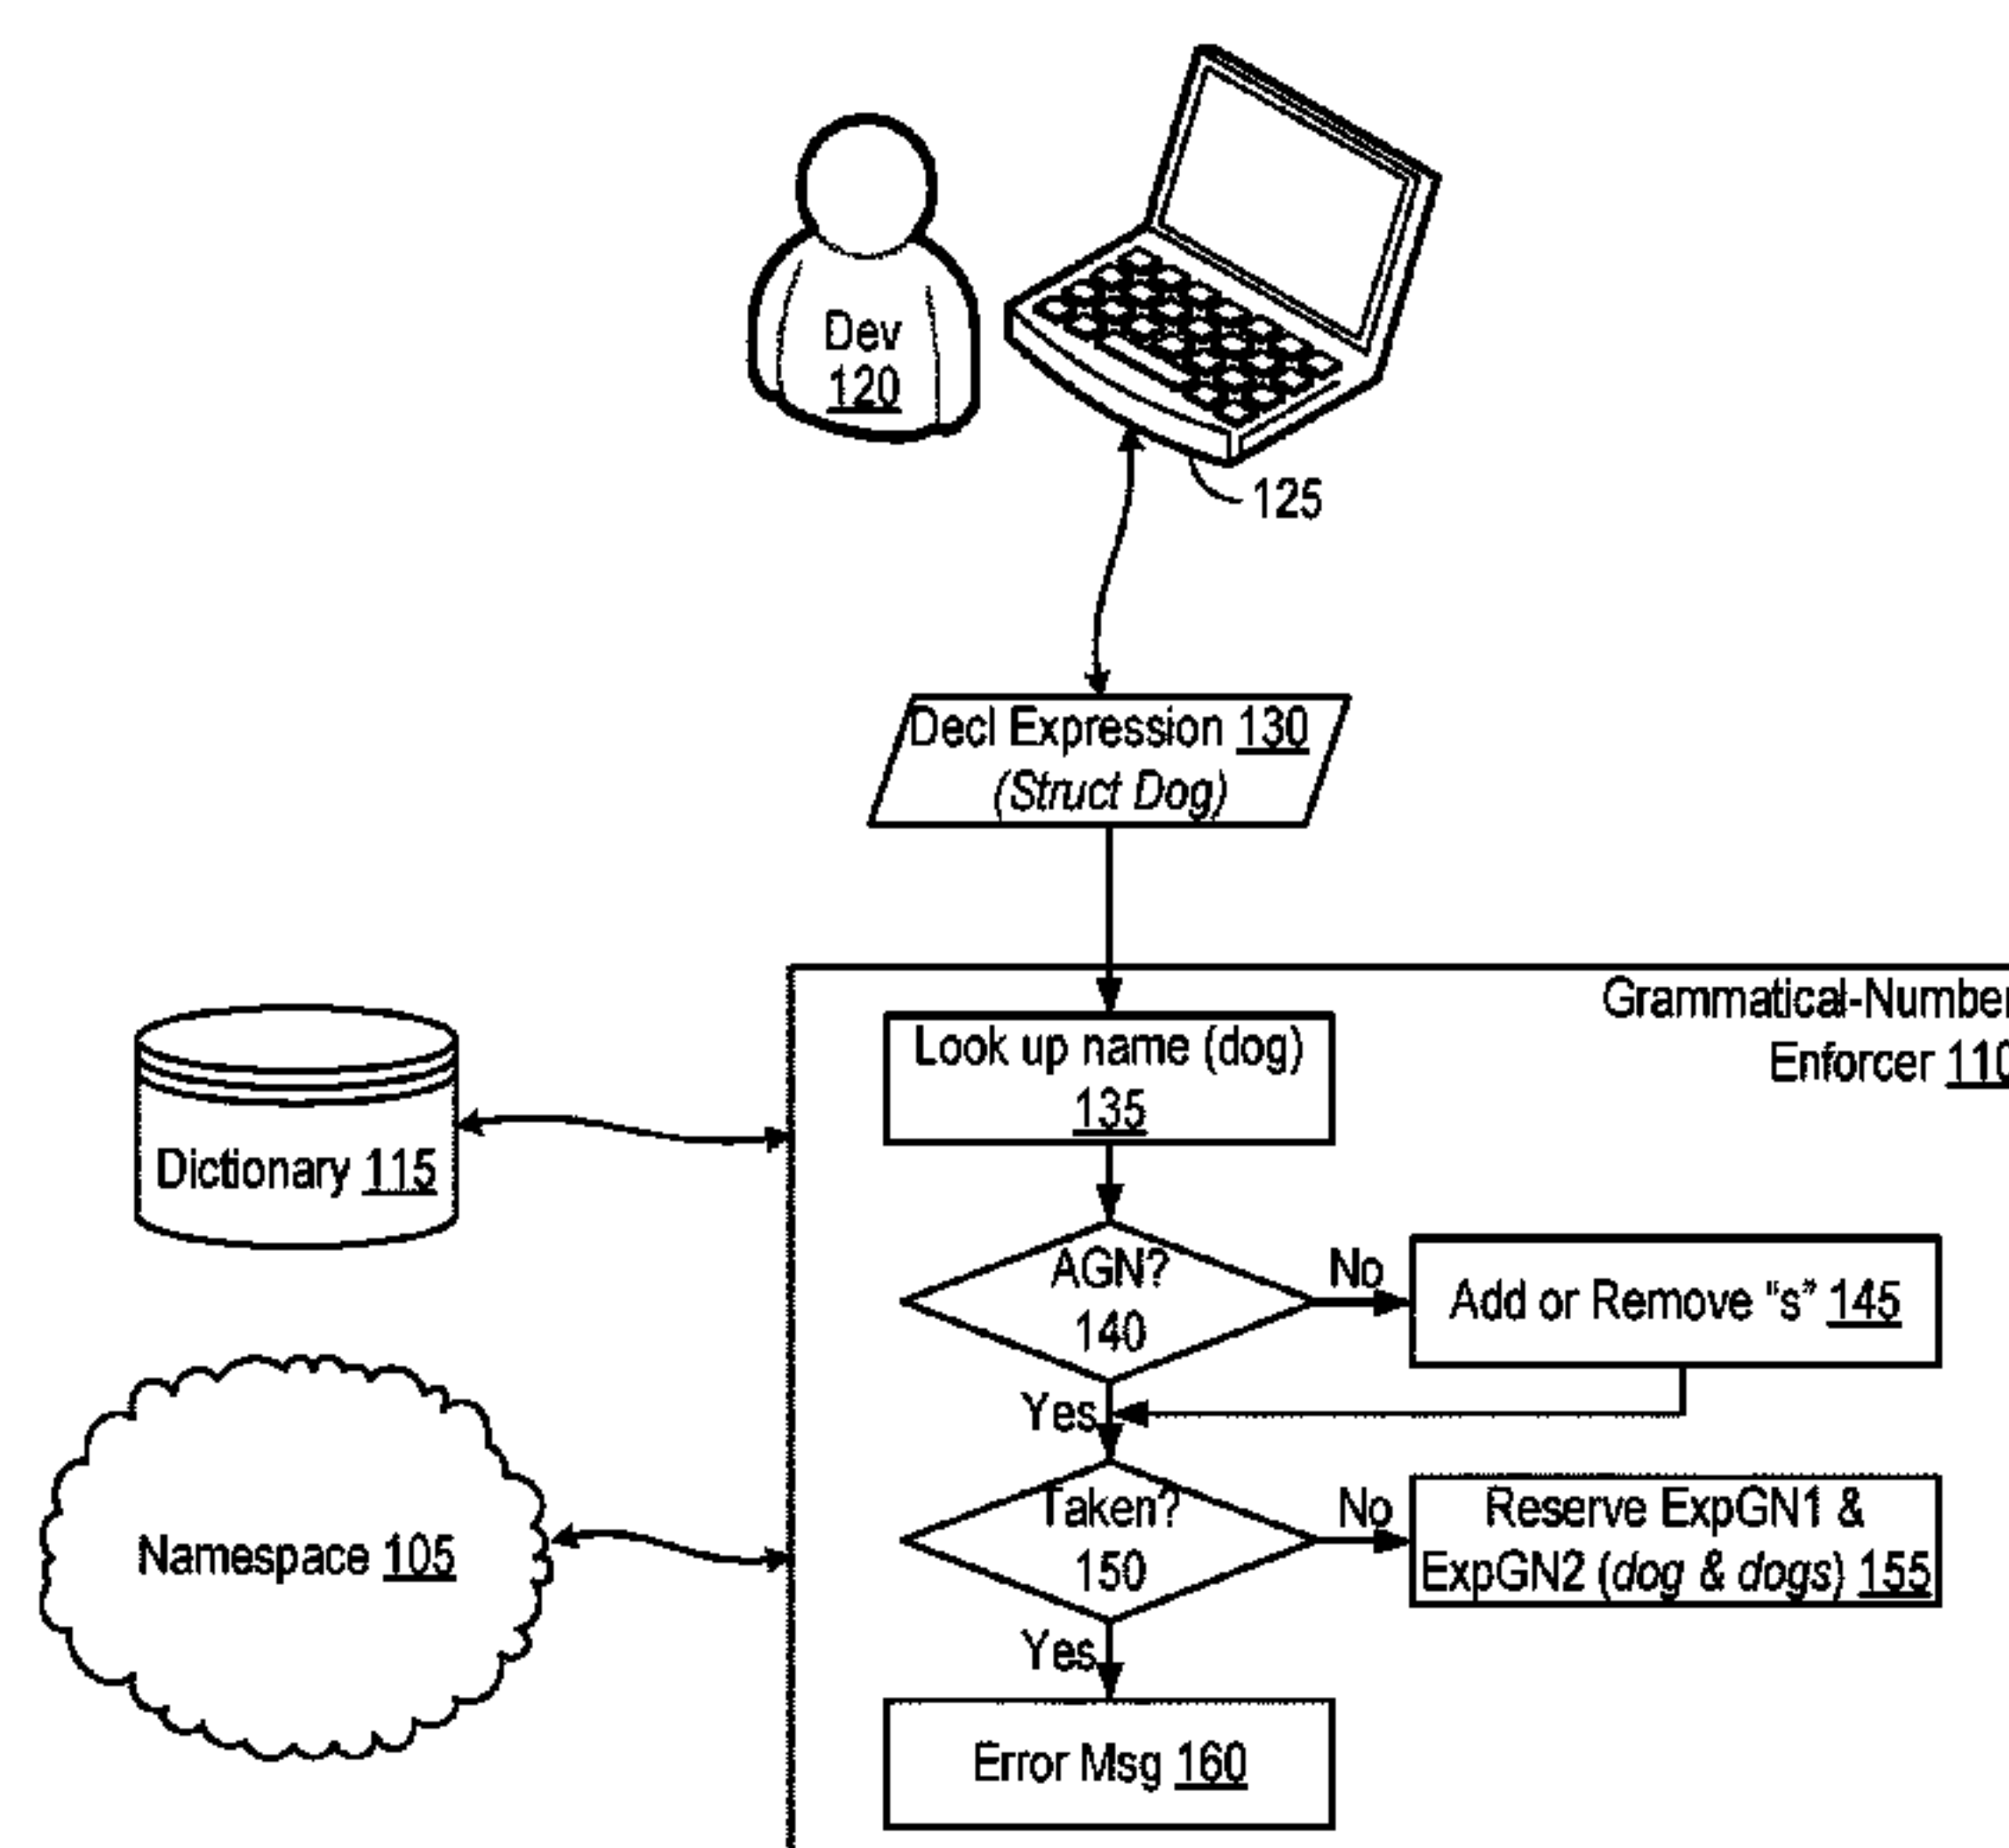 Dev
120
125
Decl Expression 130
(Struct Dog)
Grammatical-Number
Enforcer 110
Look up name (dog)
135
Dictionary 115
AGN?
140
No
Add or Remove "s" 145
Yes
Taken?
150
No
Reserve ExpGN1 &
ExpGN2 (dog & dogs) 155
Namespace 105
Yes
Error Msg 160